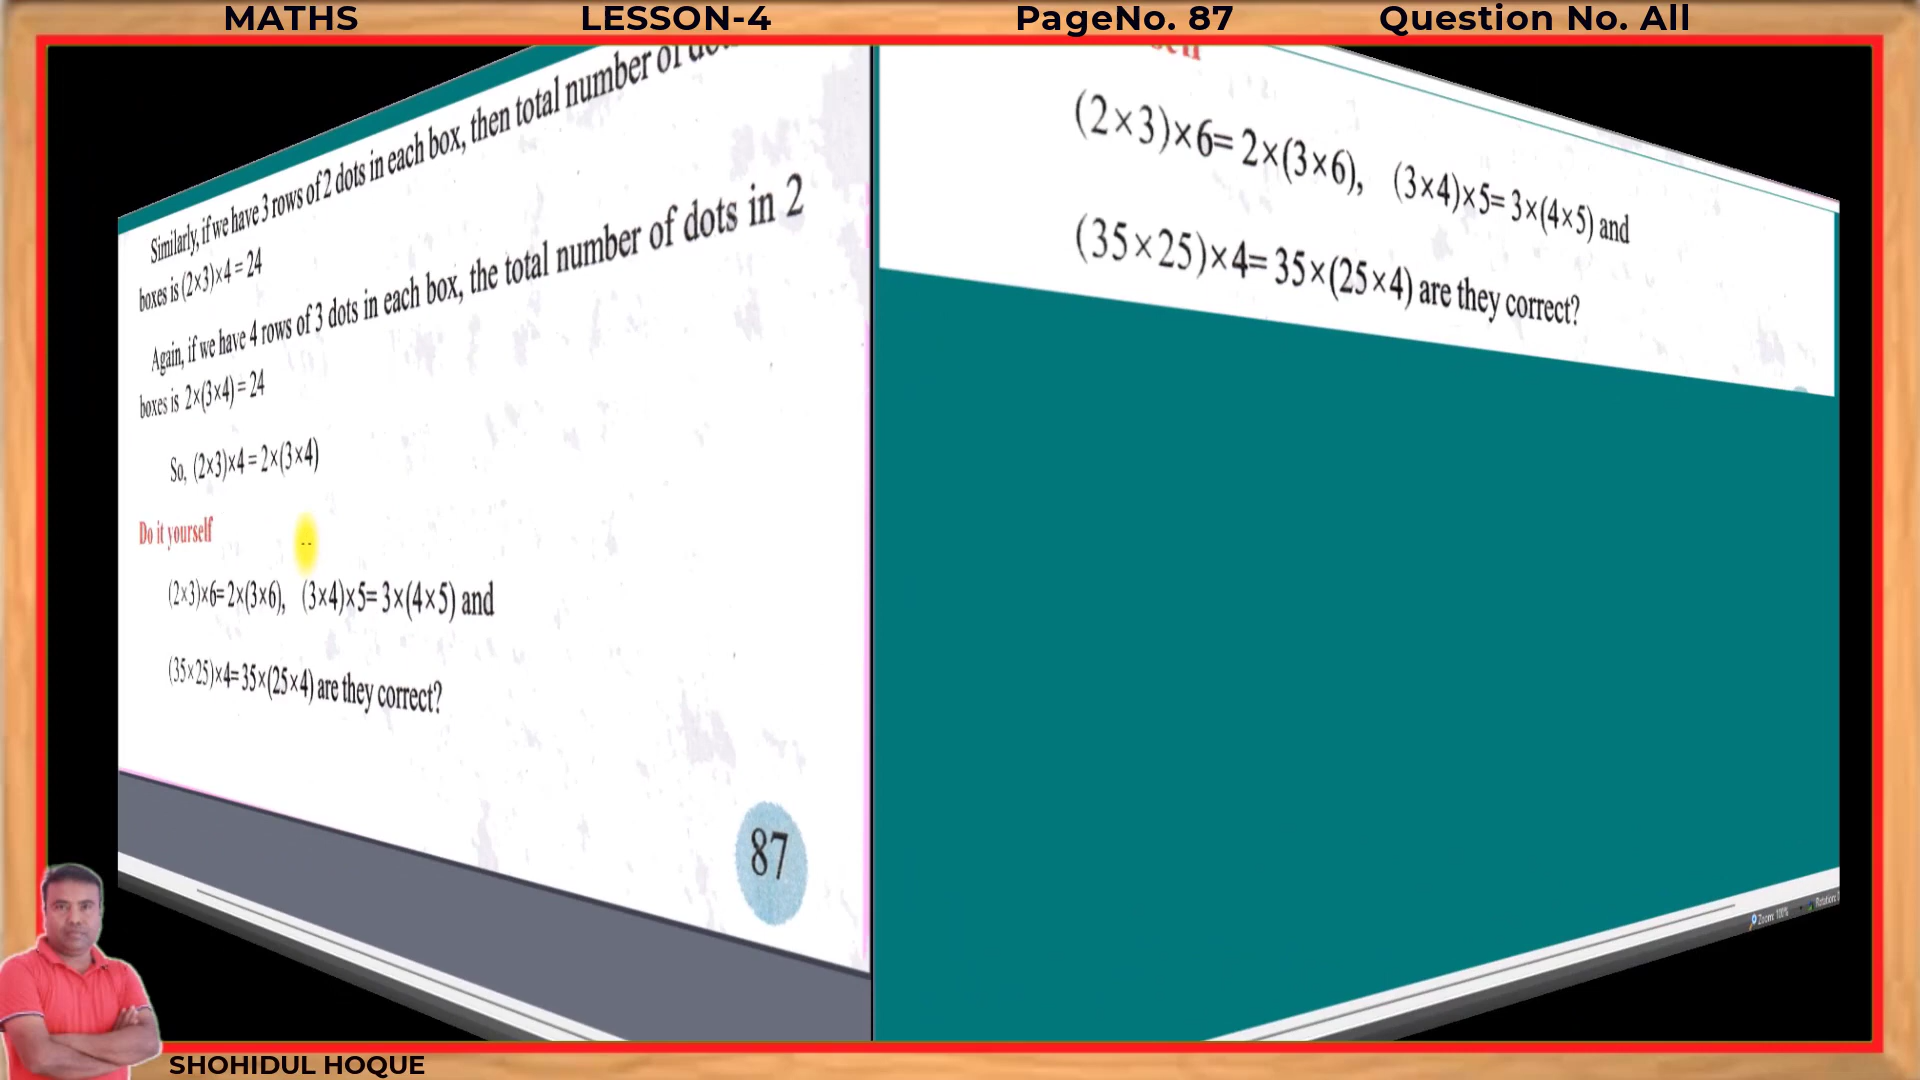 MATHS LESSON-4 PageNo. 87 Question No. All
Similarly, if we have 3 rows of 2 dots in each box, then total number of dots
boxes is (2×3)×4 = 24
Again, if we have 4 rows of 3 dots in each box, the total number of dots in 2
boxes is 2×(3×4) = 24
So, (2×3)×4 = 2×(3×4)
Do it yourself
(2×3)×6= 2×(3×6), (3×4)×5= 3×(4×5) and
(35×25)×4= 35×(25×4) are they correct?
87
(2×3)×6= 2×(3×6), (3×4)×5= 3×(4×5) and
(35×25)×4= 35×(25×4) are they correct?
Zoom: 100%
SHOHIDUL HOQUE